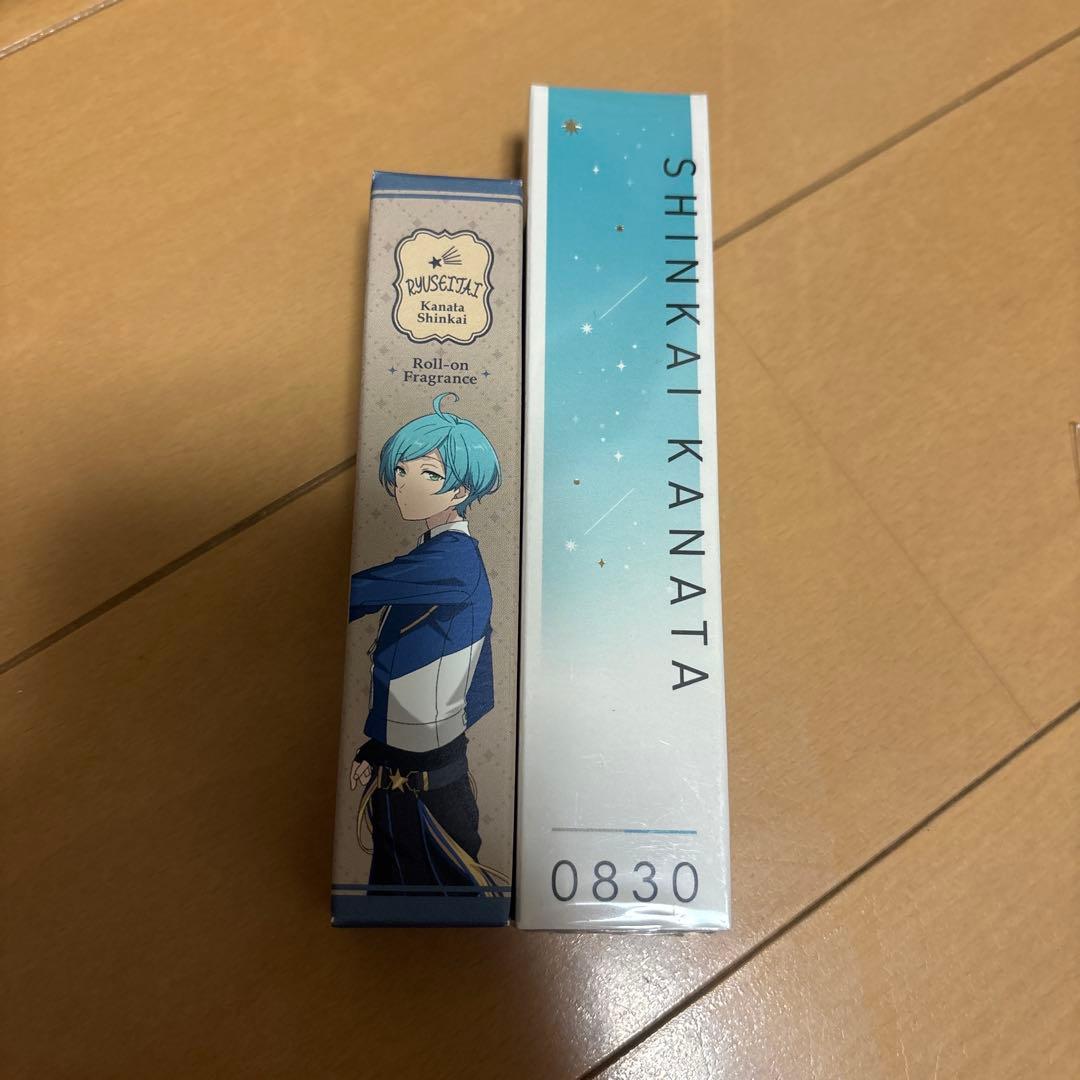 RYUSEITAI
Kanata
Shinkai
Roll-on
Fragrance
SHINKAI KANATA
0830